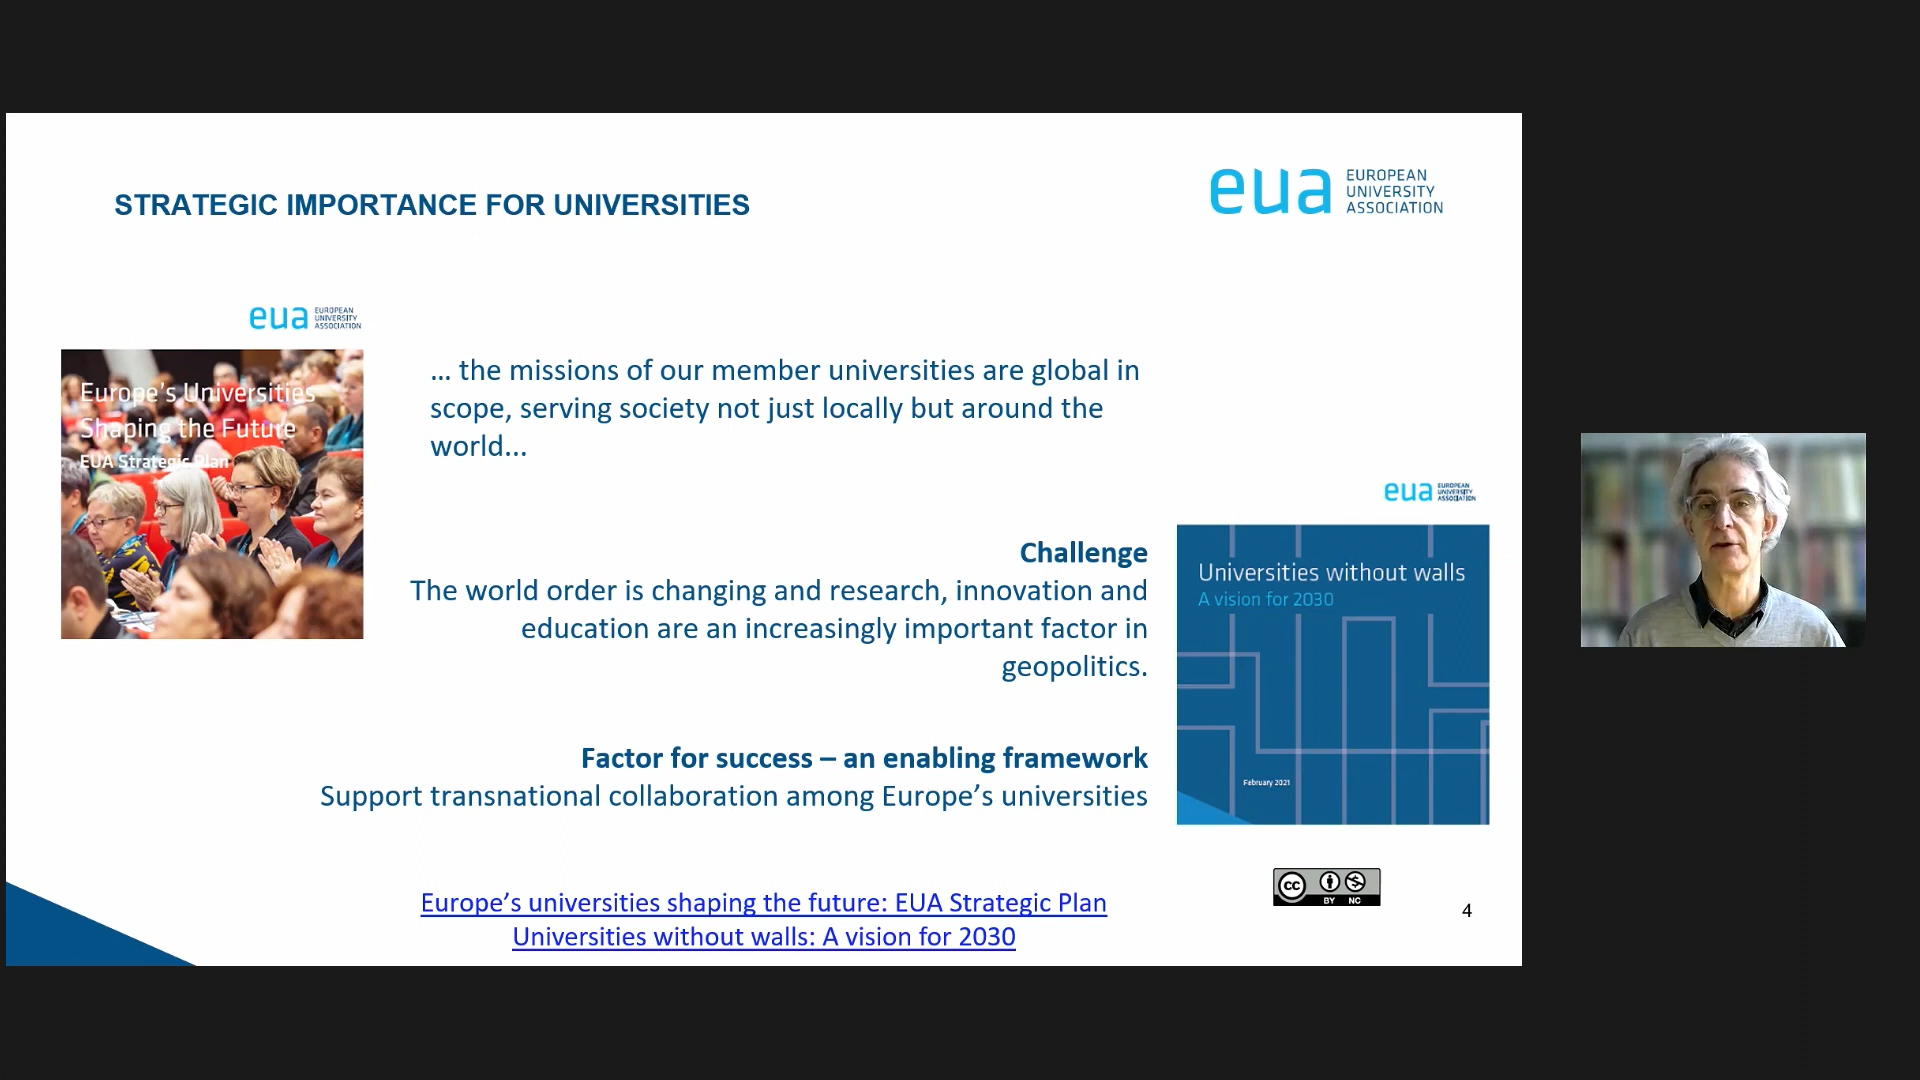 STRATEGIC IMPORTANCE FOR UNIVERSITIES
eua EUROPEAN
UNIVERSITY
ASSOCIATION
eua EUROPEAN
UNIVERSITY
ASSOCIATION
Europe's Universities
Shaping the Future
EUA Strategic Plan
… the missions of our member universities are global in
scope, serving society not just locally but around the
world…
Challenge
The world order is changing and research, innovation and
education are an increasingly important factor in
geopolitics.
Factor for success – an enabling framework
Support transnational collaboration among Europe's universities
eua EUROPEAN
UNIVERSITY
ASSOCIATION
Universities without walls
A vision for 2030
February 2021
Europe's universities shaping the future: EUA Strategic Plan
Universities without walls: A vision for 2030
cc
BY NC
4